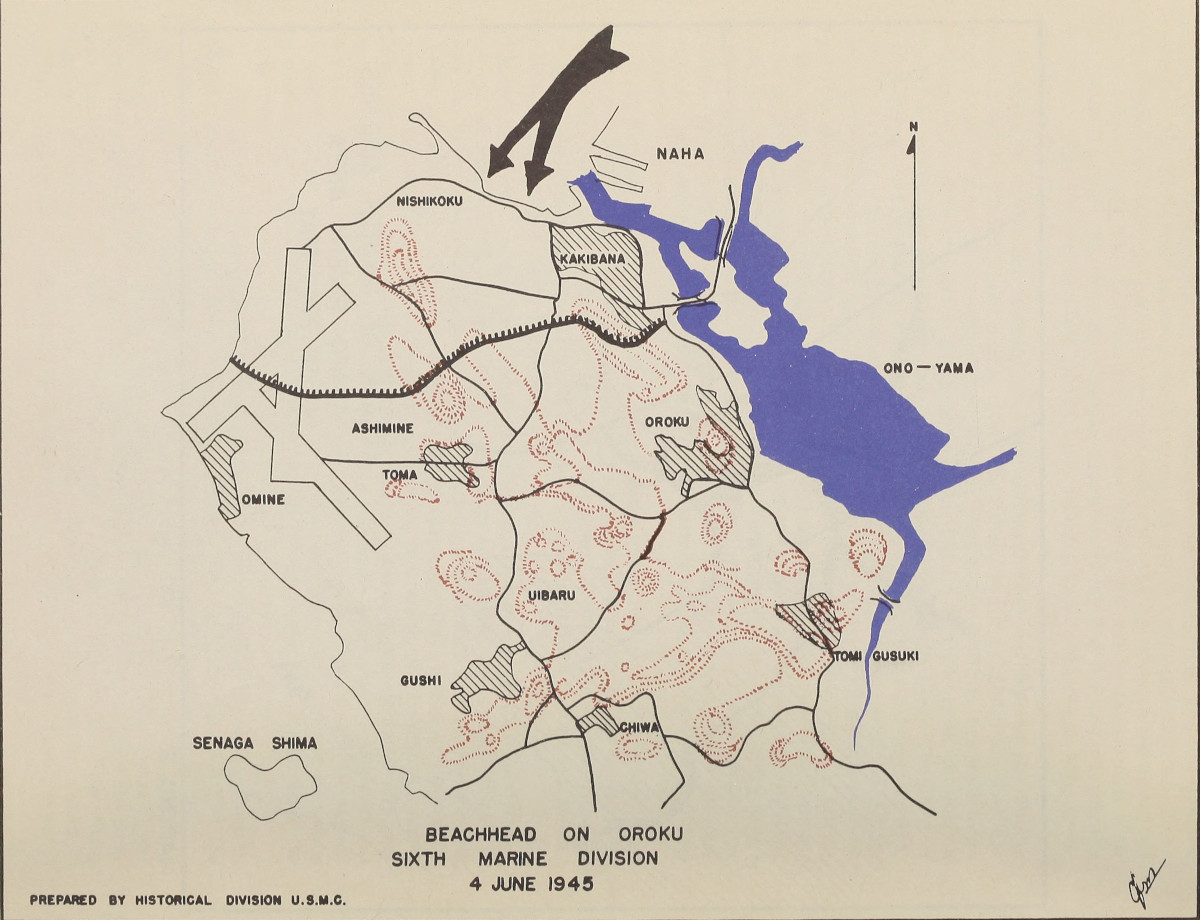 N
NAHA
NISHIKOKU
KAKIBANA
ONO-YAMA
ASHIMINE
OROKU
TOMA
OMINE
UIBARU
TOMI GUSUKI
GUSHI
CHIWA
SENAGA SHIMA
BEACHHEAD ON OROKU
SIXTH MARINE DIVISION
4 JUNE 1945
PREPARED BY HISTORICAL DIVISION U.S.M.C.